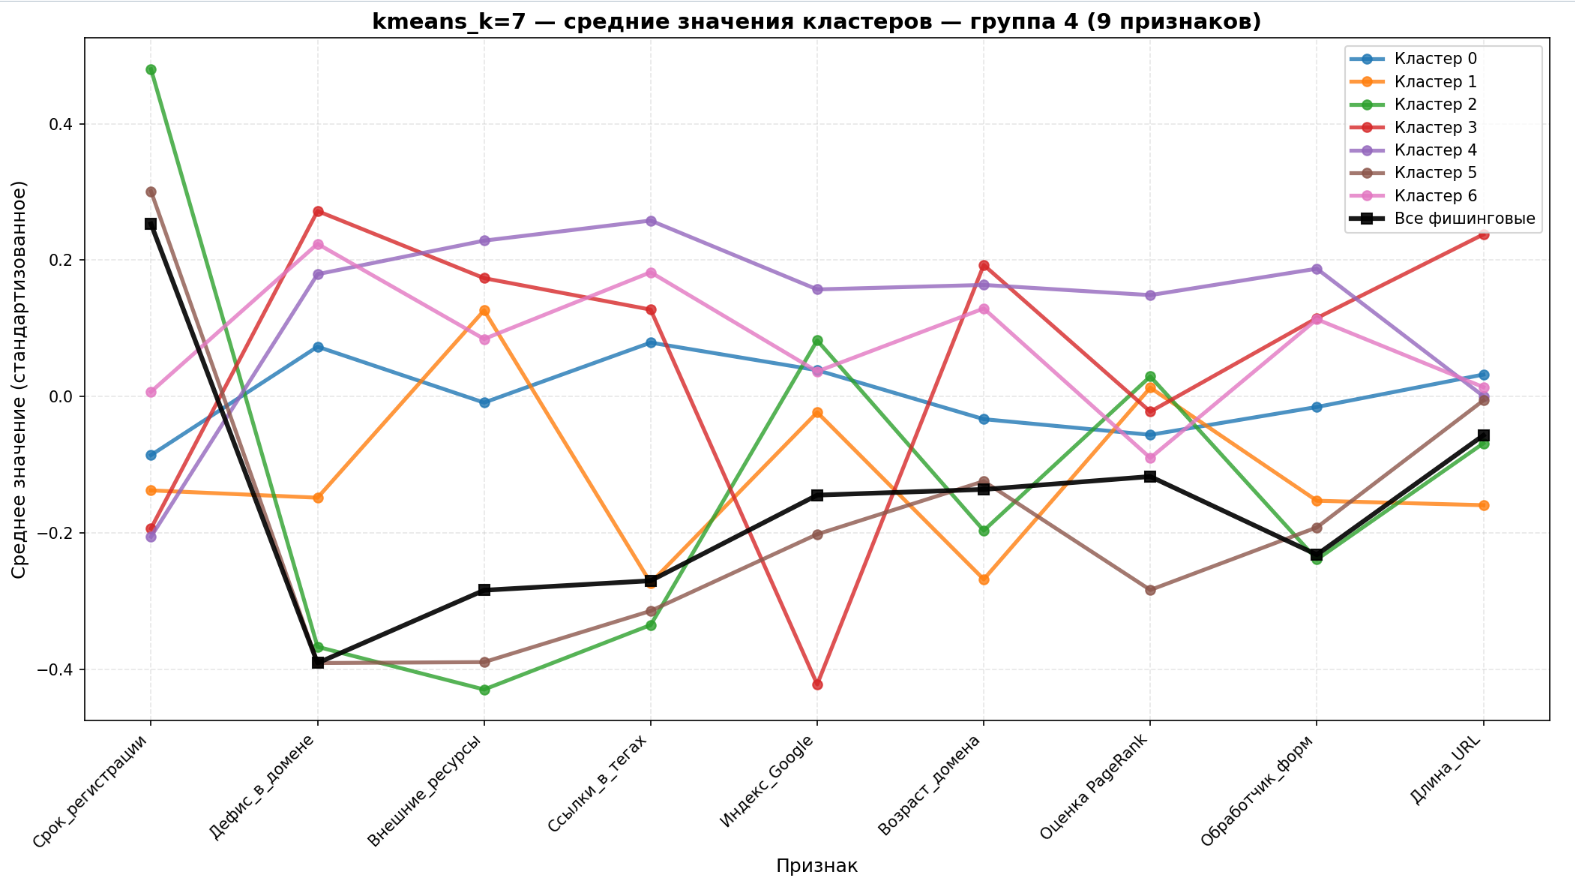 kmeans_k=7 — средние значения кластеров — группа 4 (9 признаков)
Среднее значение (стандартизованное)
0.4
0.2
0.0
−0.2
−0.4
Кластер 0
Кластер 1
Кластер 2
Кластер 3
Кластер 4
Кластер 5
Кластер 6
Все фишинговые
Срок_регистрации
Дефис_в_домене
Внешние_ресурсы
Ссылки_в_тегах
Индекс_Google
Возраст_домена
Оценка PageRank
Обработчик_форм
Длина_URL
Признак